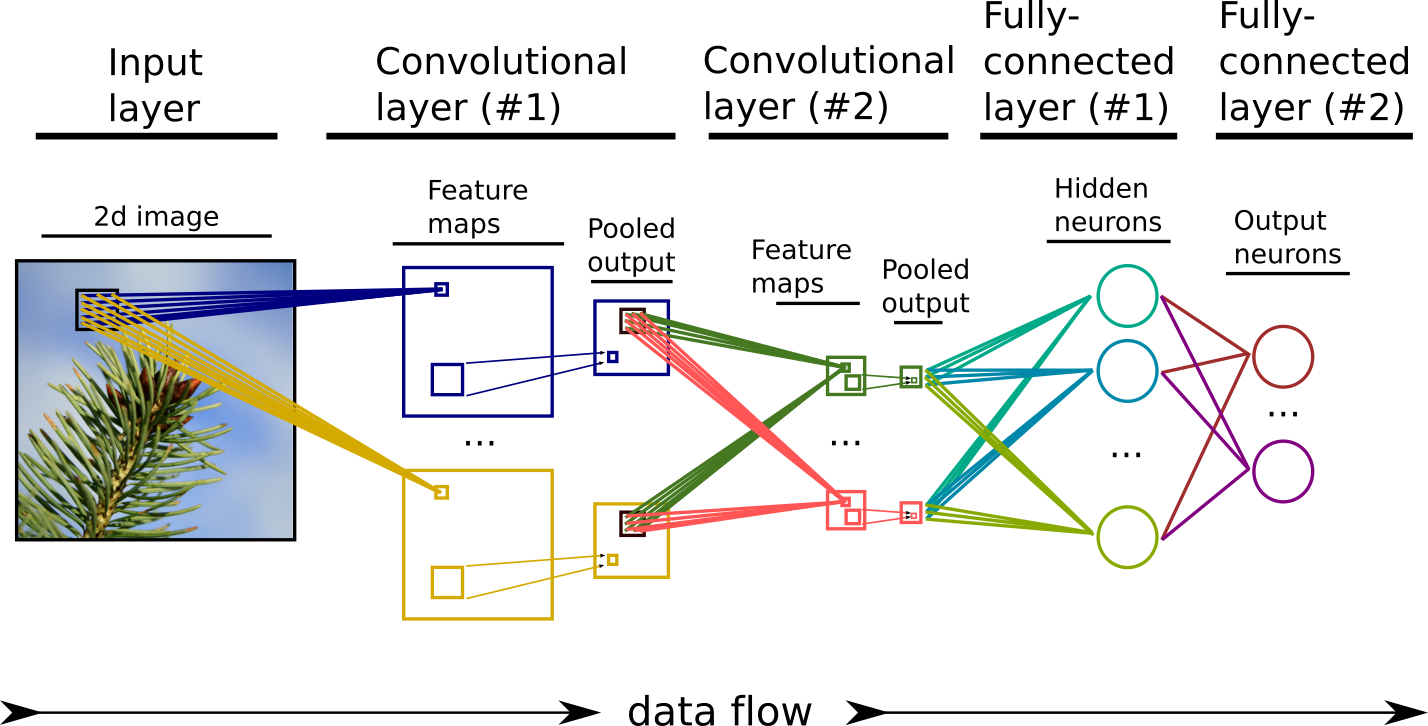 Input
layer
Convolutional
layer (#1)
Convolutional
layer (#2)
Fully-
connected
layer (#1)
Fully-
connected
layer (#2)
2d image
Feature
maps
Pooled
output
Feature
maps
Pooled
output
Hidden
neurons
Output
neurons
...
...
...
...
data flow